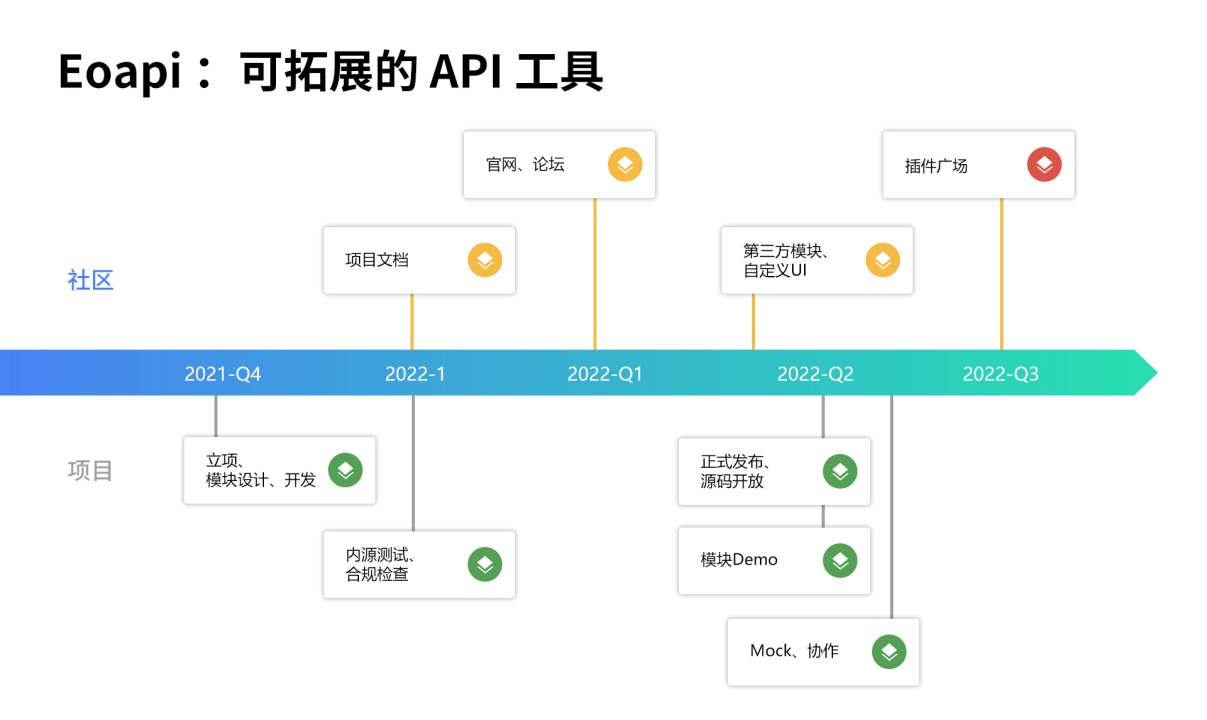 Eoapi： 可拓展的 API 工具
官网、论坛
插件广场
项目文档
第三方模块、
自定义UI
社区
2021-Q4
2022-1
2022-Q1
2022-Q2
2022-Q3
项目
立项、
模块设计、开发
正式发布、
源码开放
内源测试、
合规检查
模块Demo
Mock、协作